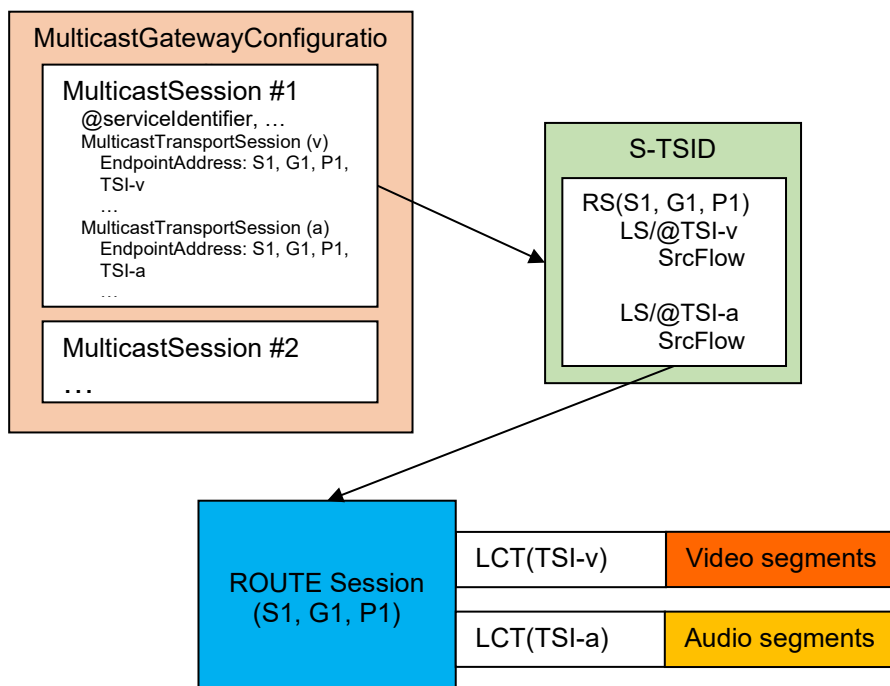 MulticastGatewayConfiguratio
MulticastSession #1
@serviceIdentifier, …
MulticastTransportSession (v)
EndpointAddress: S1, G1, P1,
TSI-v
…
MulticastTransportSession (a)
EndpointAddress: S1, G1, P1,
TSI-a
…
MulticastSession #2
…
S-TSID
RS(S1, G1, P1)
LS/@TSI-v
SrcFlow
LS/@TSI-a
SrcFlow
ROUTE Session
(S1, G1, P1)
LCT(TSI-v)
Video segments
LCT(TSI-a)
Audio segments